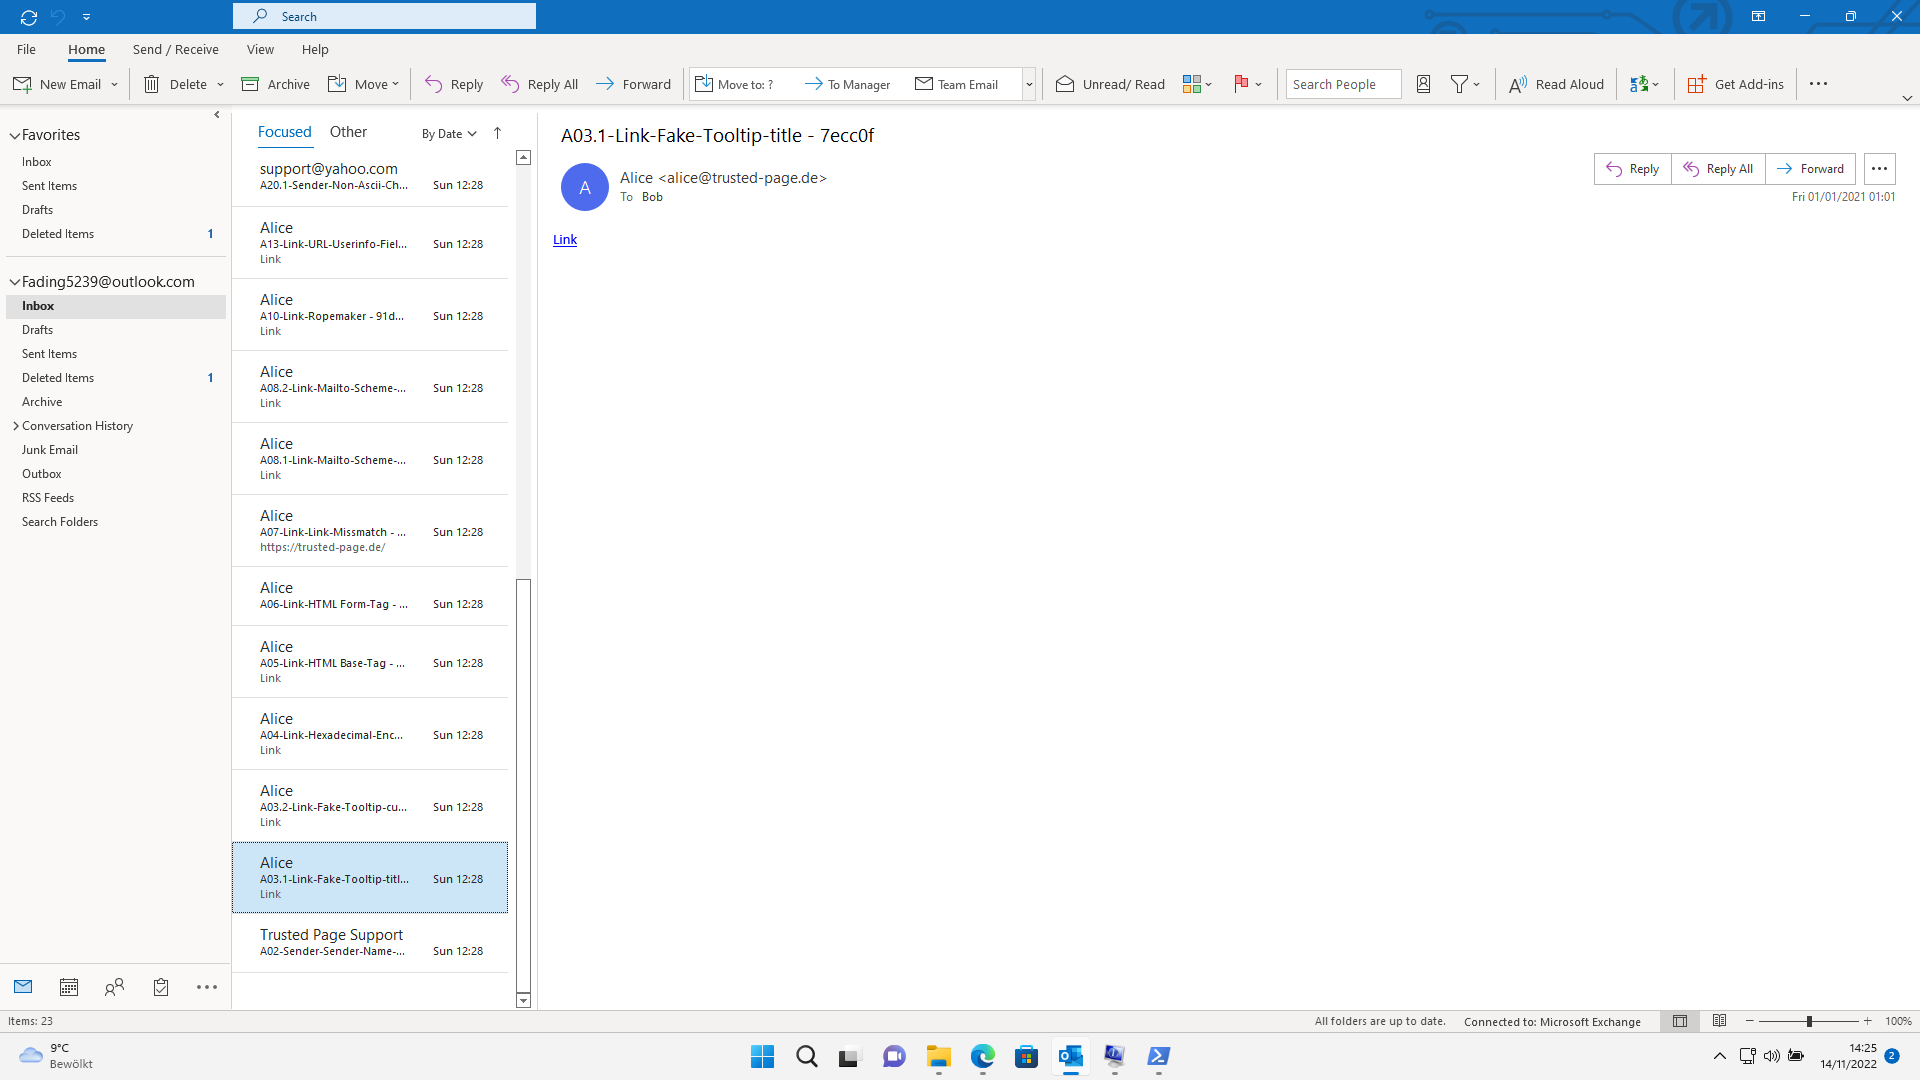 Search
File Home Send / Receive View Help
New Email Delete Archive Move Reply Reply All Forward Move to: ? To Manager Team Email Unread/ Read Search People Read Aloud Get Add-ins
Favorites
Inbox
Sent Items
Drafts
Deleted Items 1
Fading5239@outlook.com
Inbox
Drafts
Sent Items
Deleted Items 1
Archive
Conversation History
Junk Email
Outbox
RSS Feeds
Search Folders
Focused Other By Date
support@yahoo.com
A20.1-Sender-Non-Ascii-Ch... Sun 12:28
Alice
A13-Link-URL-Userinfo-Fiel... Sun 12:28
Link
Alice
A10-Link-Ropemaker - 91d... Sun 12:28
Link
Alice
A08.2-Link-Mailto-Scheme-... Sun 12:28
Link
Alice
A08.1-Link-Mailto-Scheme-... Sun 12:28
Link
Alice
A07-Link-Link-Missmatch - ... Sun 12:28
https://trusted-page.de/
Alice
A06-Link-HTML Form-Tag - ... Sun 12:28
Alice
A05-Link-HTML Base-Tag - ... Sun 12:28
Link
Alice
A04-Link-Hexadecimal-Enc... Sun 12:28
Link
Alice
A03.2-Link-Fake-Tooltip-cu... Sun 12:28
Link
Alice
A03.1-Link-Fake-Tooltip-titl... Sun 12:28
Link
Trusted Page Support
A02-Sender-Sender-Name-... Sun 12:28
A03.1-Link-Fake-Tooltip-title - 7ecc0f
A
Alice <alice@trusted-page.de>
To Bob
Reply Reply All Forward
Fri 01/01/2021 01:01
Link
Items: 23
All folders are up to date. Connected to: Microsoft Exchange 100%
9°C
Bewölkt
14:25
14/11/2022
2